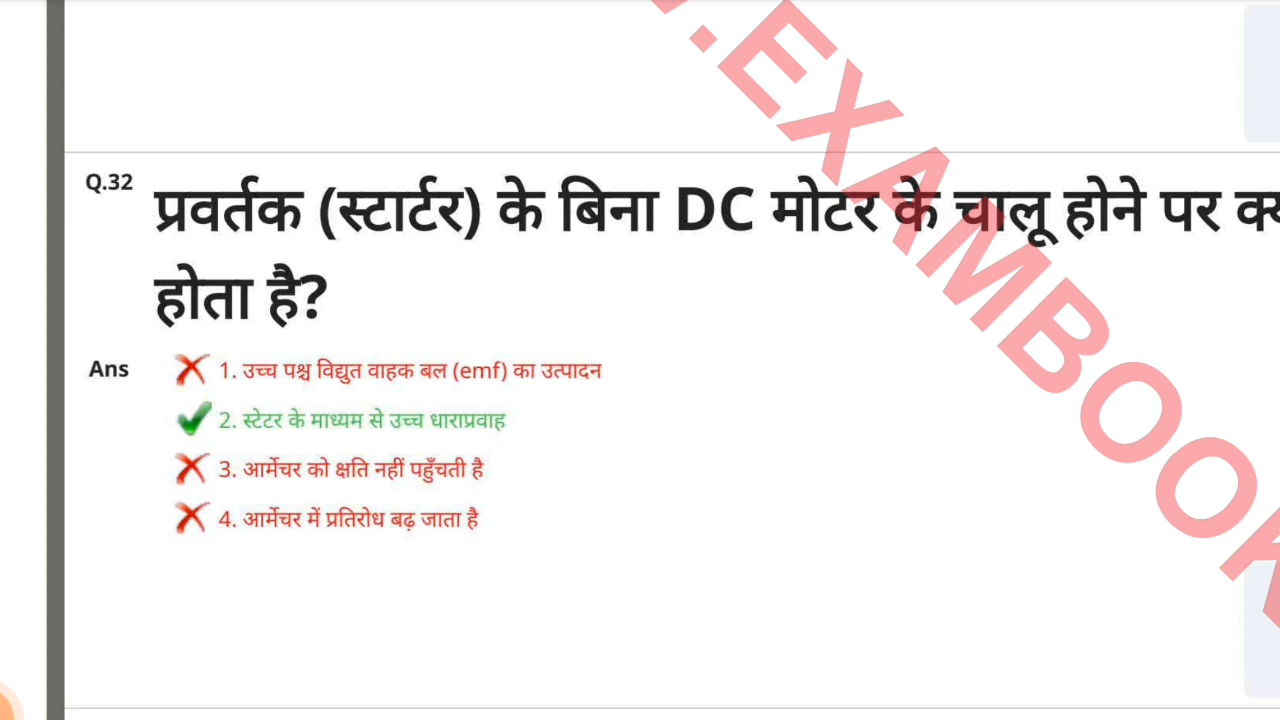 Q.32
प्रवर्तक (स्टार्टर) के बिना DC मोटर के चालू होने पर
होता है?
Ans
1. उच्च पश्च विद्युत वाहक बल (emf) का उत्पादन
2. स्टेटर के माध्यम से उच्च धाराप्रवाह
3. आर्मेचर को क्षति नहीं पहुँचती है
4. आर्मेचर में प्रतिरोध बढ़ जाता है
.EXAMBOOK